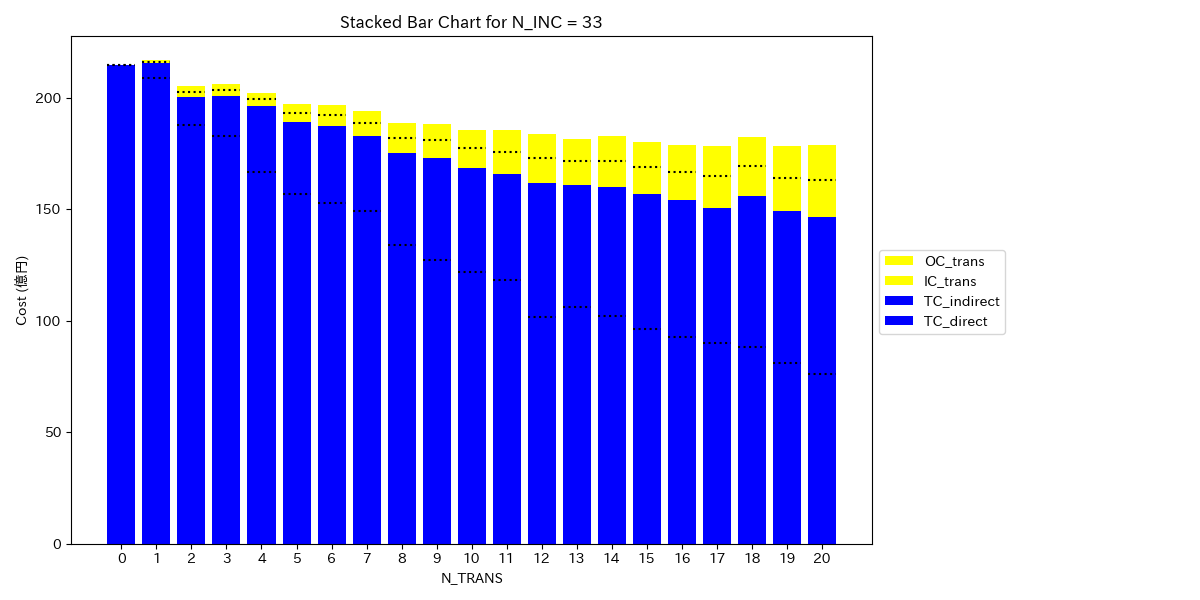 Stacked Bar Chart for N_INC = 33
Cost (億円)
200
150
100
50
0
0 1 2 3 4 5 6 7 8 9 10 11 12 13 14 15 16 17 18 19 20
N_TRANS
OC_trans
IC_trans
TC_indirect
TC_direct